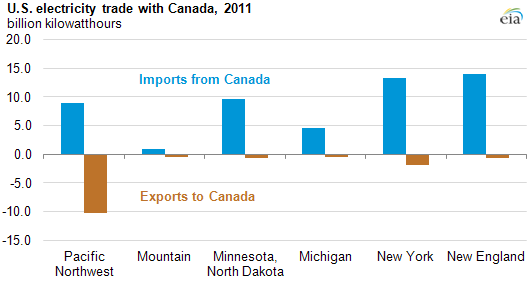 U.S. electricity trade with Canada, 2011
billion kilowatthours
eia
20.0
15.0
10.0
5.0
0.0
-5.0
-10.0
-15.0
Imports from Canada
Exports to Canada
Pacific
Northwest
Mountain
Minnesota,
North Dakota
Michigan
New York
New England